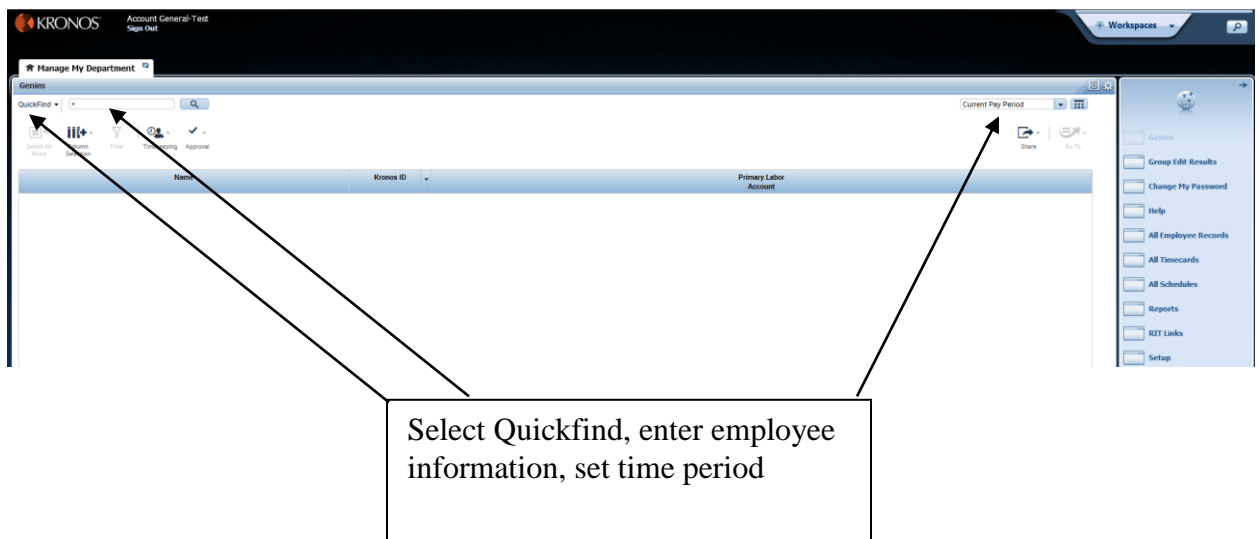 KRONOS
Account General-Test
Sign Out
Workspaces
Manage My Department
Genies
QuickFind
*
Current Pay Period
Select All
Rows
Column
Selection
Filter
Timekeeping
Approval
Share
Go To
Name
Kronos ID
Primary Labor
Account
Genies
Group Edit Results
Change My Password
Help
All Employee Records
All Timecards
All Schedules
Reports
RIT Links
Setup
Select Quickfind, enter employee
information, set time period